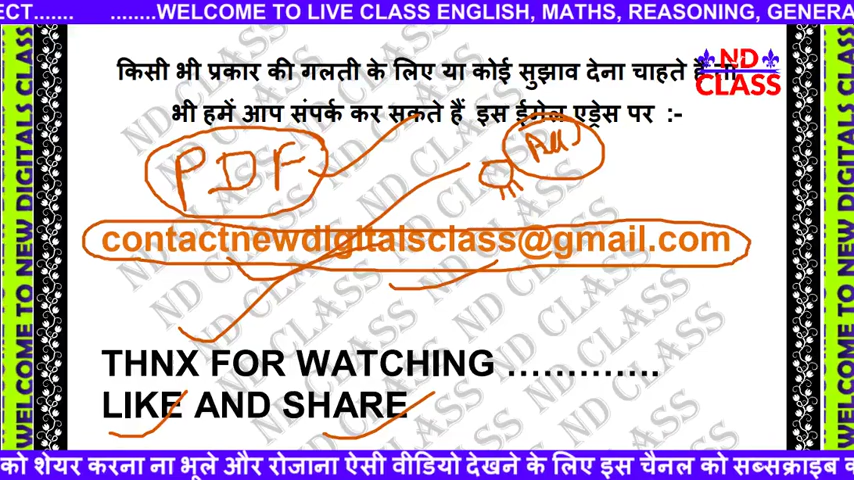 ECT....... ........WELCOME TO LIVE CLASS ENGLISH, MATHS, REASONING, GENERA
किसी भी प्रकार की गलती के लिए या कोई सुझाव देना चाहते है तो
ND
CLASS
भी हमें आप संपर्क कर सकते हैं इस ईमेल एड्रेस पर :-
PDF
contactnewdigitalsclass@gmail.com
THNX FOR WATCHING .............
LIKE AND SHARE
को शेयर करना ना भूले और रोजाना ऐसी वीडियो देखने के लिए इस चैनल को सब्सक्राइब क
WELCOME TO NEW DIGITALS CLASS
WELCOME TO NEW DIGITALS CLASS
ND CLASS